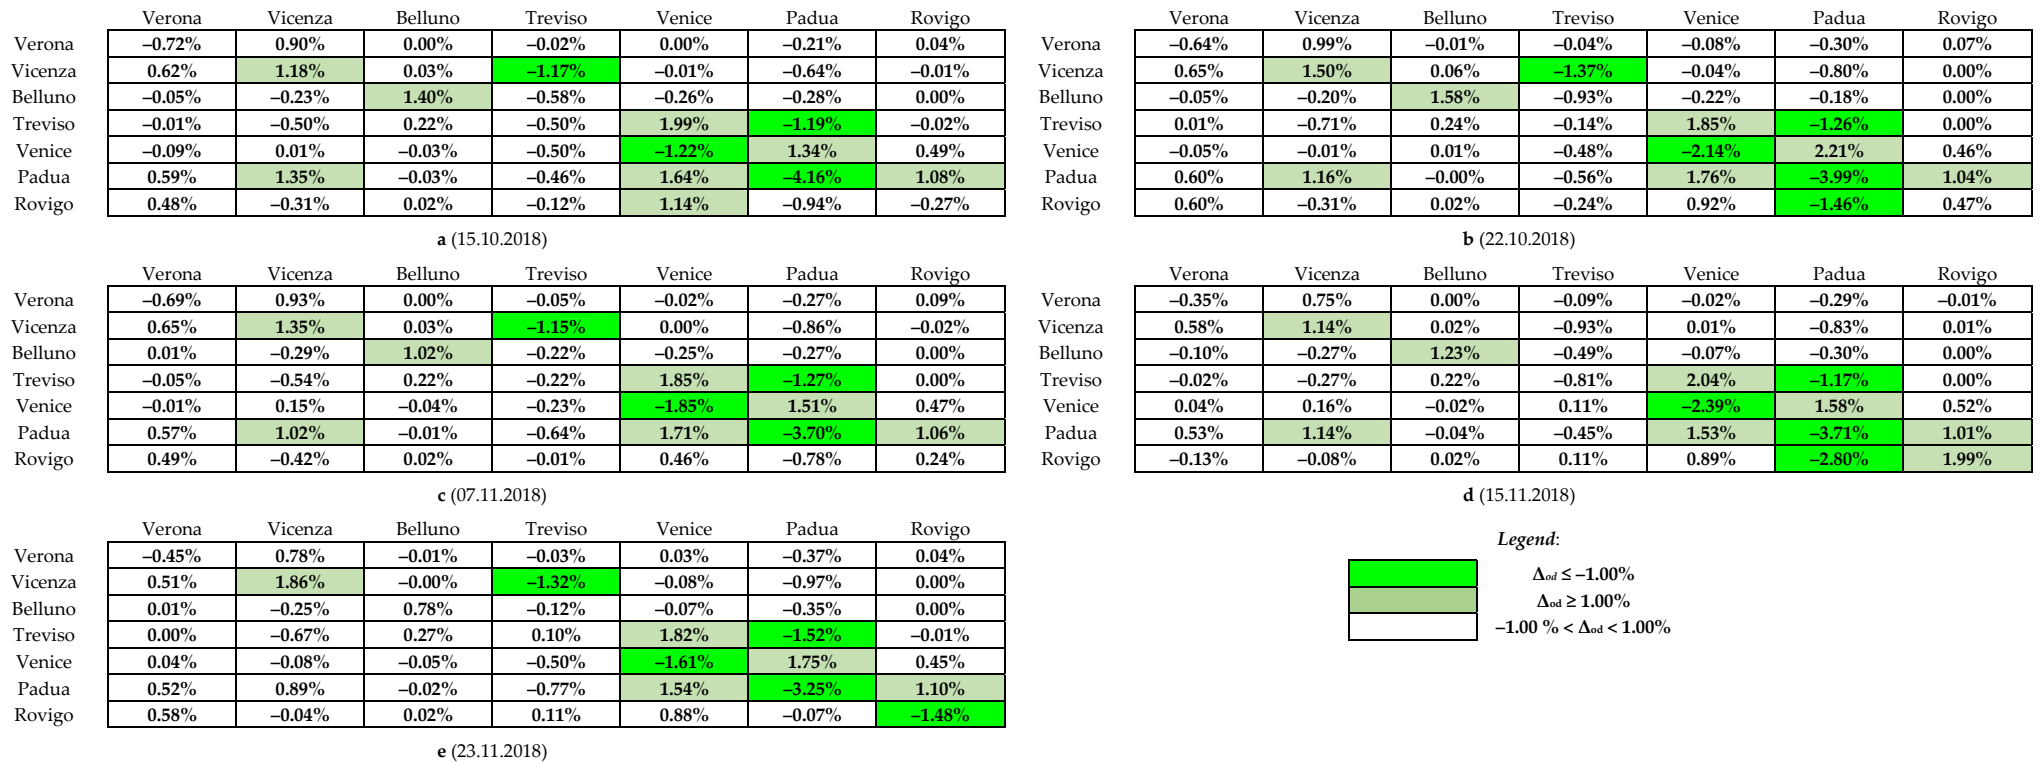 Verona Vicenza Belluno Treviso Venice Padua Rovigo
Verona –0.72% 0.90% 0.00% –0.02% 0.00% –0.21% 0.04%
Vicenza 0.62% 1.18% 0.03% –1.17% –0.01% –0.64% –0.01%
Belluno –0.05% –0.23% 1.40% –0.58% –0.26% –0.28% 0.00%
Treviso –0.01% –0.50% 0.22% –0.50% 1.99% –1.19% –0.02%
Venice –0.09% 0.01% –0.03% –0.50% –1.22% 1.34% 0.49%
Padua 0.59% 1.35% –0.03% –0.46% 1.64% –4.16% 1.08%
Rovigo 0.48% –0.31% 0.02% –0.12% 1.14% –0.94% –0.27%
a (15.10.2018)
Verona Vicenza Belluno Treviso Venice Padua Rovigo
Verona –0.64% 0.99% –0.01% –0.04% –0.08% –0.30% 0.07%
Vicenza 0.65% 1.50% 0.06% –1.37% –0.04% –0.80% 0.00%
Belluno –0.05% –0.20% 1.58% –0.93% –0.22% –0.18% 0.00%
Treviso 0.01% –0.71% 0.24% –0.14% 1.85% –1.26% 0.00%
Venice –0.05% –0.01% 0.01% –0.48% –2.14% 2.21% 0.46%
Padua 0.60% 1.16% –0.00% –0.56% 1.76% –3.99% 1.04%
Rovigo 0.60% –0.31% 0.02% –0.24% 0.92% –1.46% 0.47%
b (22.10.2018)
Verona Vicenza Belluno Treviso Venice Padua Rovigo
Verona –0.69% 0.93% 0.00% –0.05% –0.02% –0.27% 0.09%
Vicenza 0.65% 1.35% 0.03% –1.15% 0.00% –0.86% –0.02%
Belluno 0.01% –0.29% 1.02% –0.22% –0.25% –0.27% 0.00%
Treviso –0.05% –0.54% 0.22% –0.22% 1.85% –1.27% 0.00%
Venice –0.01% 0.15% –0.04% –0.23% –1.85% 1.51% 0.47%
Padua 0.57% 1.02% –0.01% –0.64% 1.71% –3.70% 1.06%
Rovigo 0.49% –0.42% 0.02% –0.01% 0.46% –0.78% 0.24%
c (07.11.2018)
Verona Vicenza Belluno Treviso Venice Padua Rovigo
Verona –0.35% 0.75% 0.00% –0.09% –0.02% –0.29% –0.01%
Vicenza 0.58% 1.14% 0.02% –0.93% 0.01% –0.83% 0.01%
Belluno –0.10% –0.27% 1.23% –0.49% –0.07% –0.30% 0.00%
Treviso –0.02% –0.27% 0.22% –0.81% 2.04% –1.17% 0.00%
Venice 0.04% 0.16% –0.02% 0.11% –2.39% 1.58% 0.52%
Padua 0.53% 1.14% –0.04% –0.45% 1.53% –3.71% 1.01%
Rovigo –0.13% –0.08% 0.02% 0.11% 0.89% –2.80% 1.99%
d (15.11.2018)
Verona Vicenza Belluno Treviso Venice Padua Rovigo
Verona –0.45% 0.78% –0.01% –0.03% 0.03% –0.37% 0.04%
Vicenza 0.51% 1.86% –0.00% –1.32% –0.08% –0.97% 0.00%
Belluno 0.01% –0.25% 0.78% –0.12% –0.07% –0.35% 0.00%
Treviso 0.00% –0.67% 0.27% 0.10% 1.82% –1.52% –0.01%
Venice 0.04% –0.08% –0.05% –0.50% –1.61% 1.75% 0.45%
Padua 0.52% 0.89% –0.02% –0.77% 1.54% –3.25% 1.10%
Rovigo 0.58% –0.04% 0.02% 0.11% 0.88% –0.07% –1.48%
e (23.11.2018)
Legend:
Δod ≤ –1.00%
Δod ≥ 1.00%
–1.00 % < Δod < 1.00%